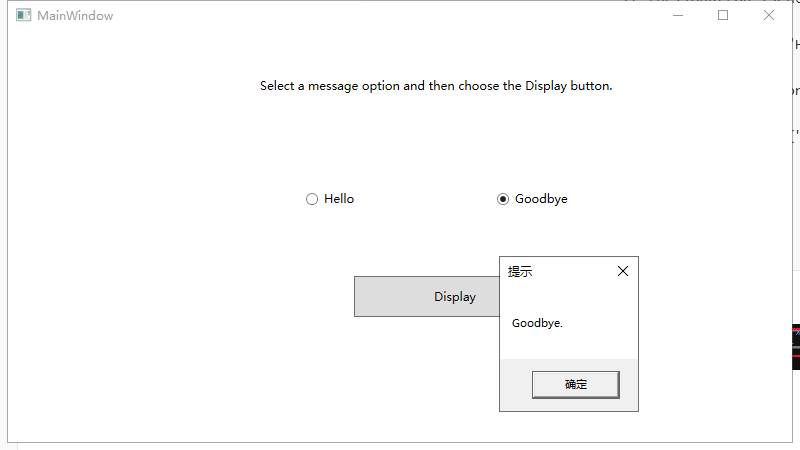 MainWindow
Select a message option and then choose the Display button.
Hello
Goodbye
Display
提示
Goodbye.
确定